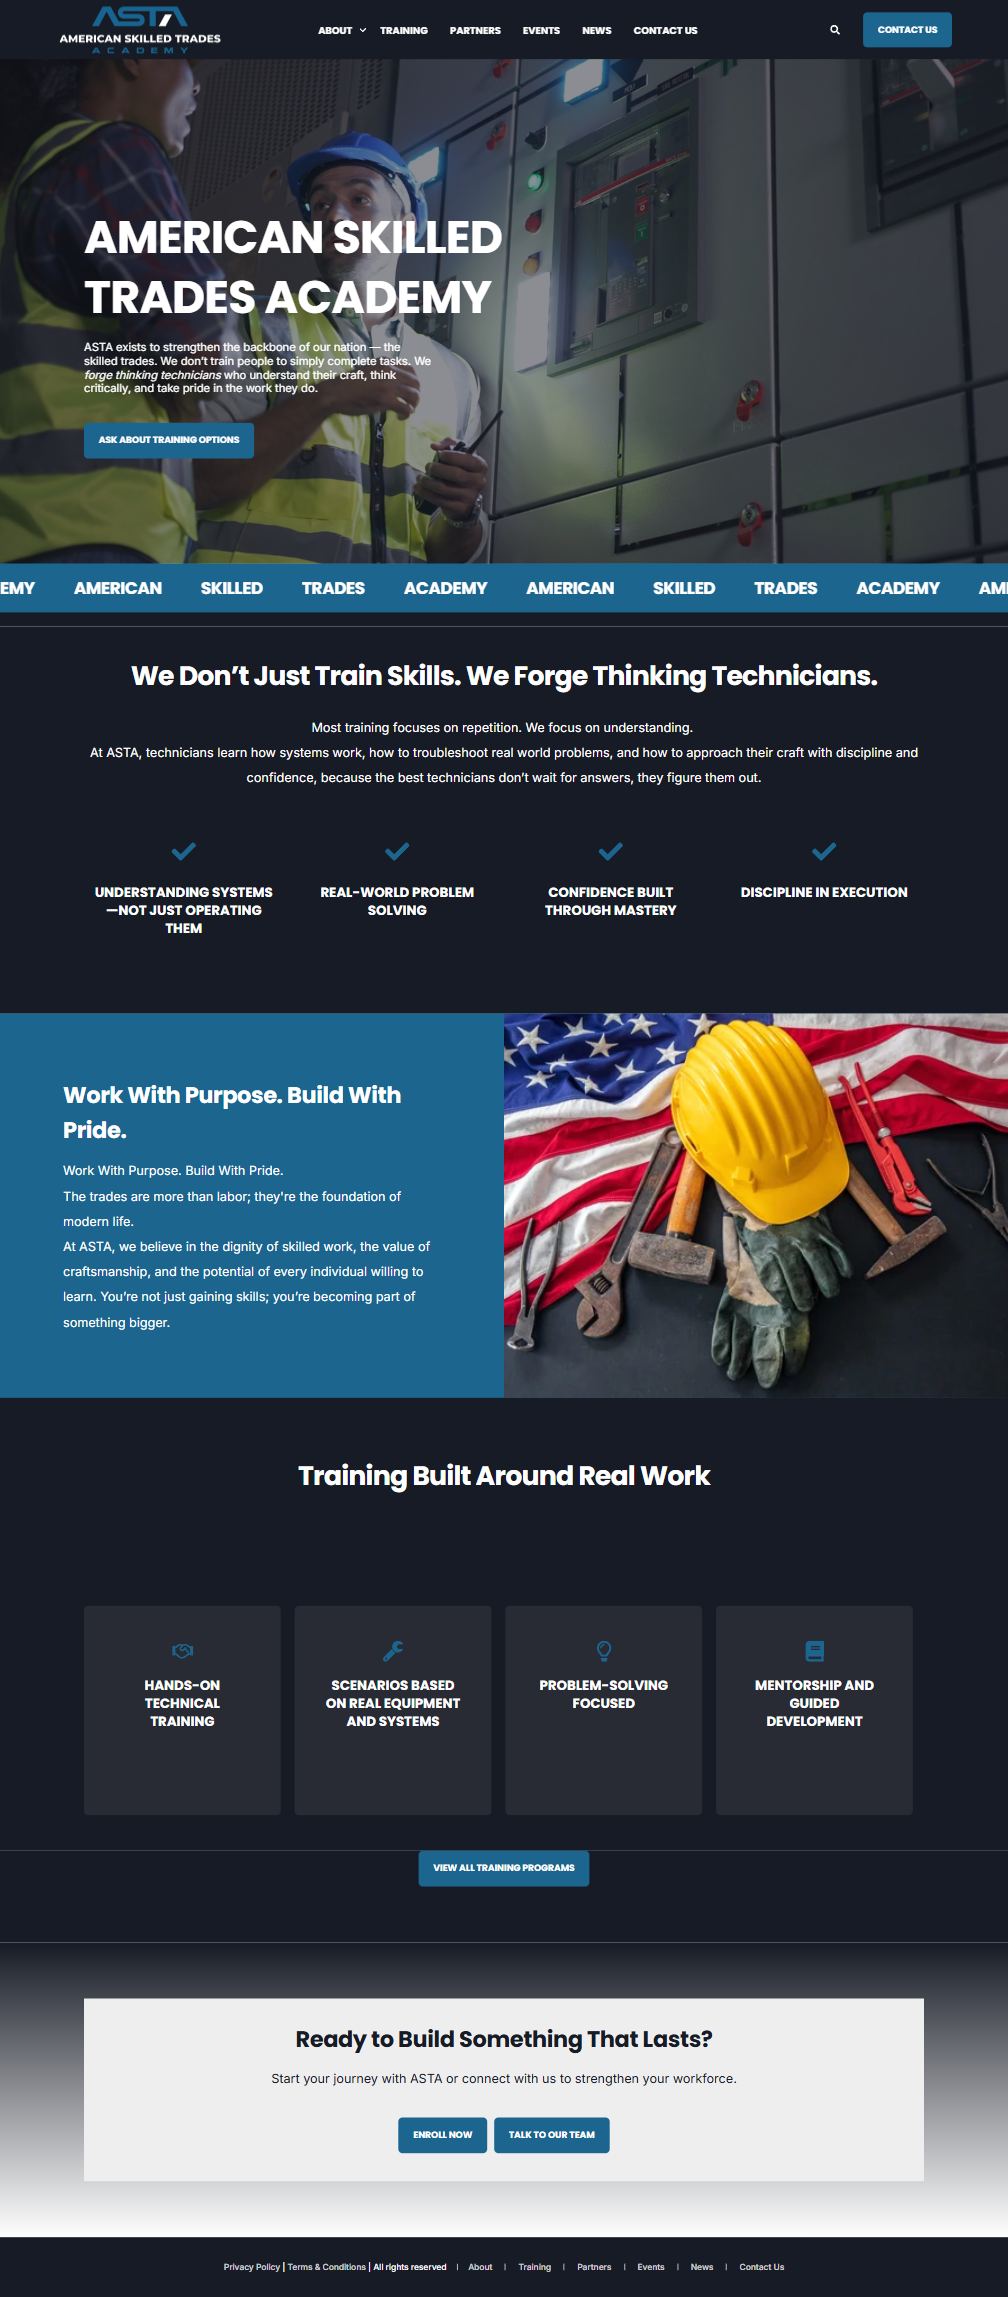 ASTA
AMERICAN SKILLED TRADES
ACADEMY
ABOUT
TRAINING
PARTNERS
EVENTS
NEWS
CONTACT US
CONTACT US
AMERICAN SKILLED
TRADES ACADEMY
ASTA exists to strengthen the backbone of our nation — the
skilled trades. We don’t train people to simply complete tasks. We
forge thinking technicians who understand their craft, think
critically, and take pride in the work they do.
ASK ABOUT TRAINING OPTIONS
EMY AMERICAN SKILLED TRADES ACADEMY AMERICAN SKILLED TRADES ACADEMY AM
We Don’t Just Train Skills. We Forge Thinking Technicians.
Most training focuses on repetition. We focus on understanding.
At ASTA, technicians learn how systems work, how to troubleshoot real world problems, and how to approach their craft with discipline and
confidence, because the best technicians don’t wait for answers, they figure them out.
UNDERSTANDING SYSTEMS
—NOT JUST OPERATING
THEM
REAL-WORLD PROBLEM
SOLVING
CONFIDENCE BUILT
THROUGH MASTERY
DISCIPLINE IN EXECUTION
Work With Purpose. Build With
Pride.
Work With Purpose. Build With Pride.
The trades are more than labor; they're the foundation of
modern life.
At ASTA, we believe in the dignity of skilled work, the value of
craftsmanship, and the potential of every individual willing to
learn. You’re not just gaining skills; you’re becoming part of
something bigger.
Training Built Around Real Work
HANDS-ON
TECHNICAL
TRAINING
SCENARIOS BASED
ON REAL EQUIPMENT
AND SYSTEMS
PROBLEM-SOLVING
FOCUSED
MENTORSHIP AND
GUIDED
DEVELOPMENT
VIEW ALL TRAINING PROGRAMS
Ready to Build Something That Lasts?
Start your journey with ASTA or connect with us to strengthen your workforce.
ENROLL NOW
TALK TO OUR TEAM
Privacy Policy | Terms & Conditions | All rights reserved | About | Training | Partners | Events | News | Contact Us